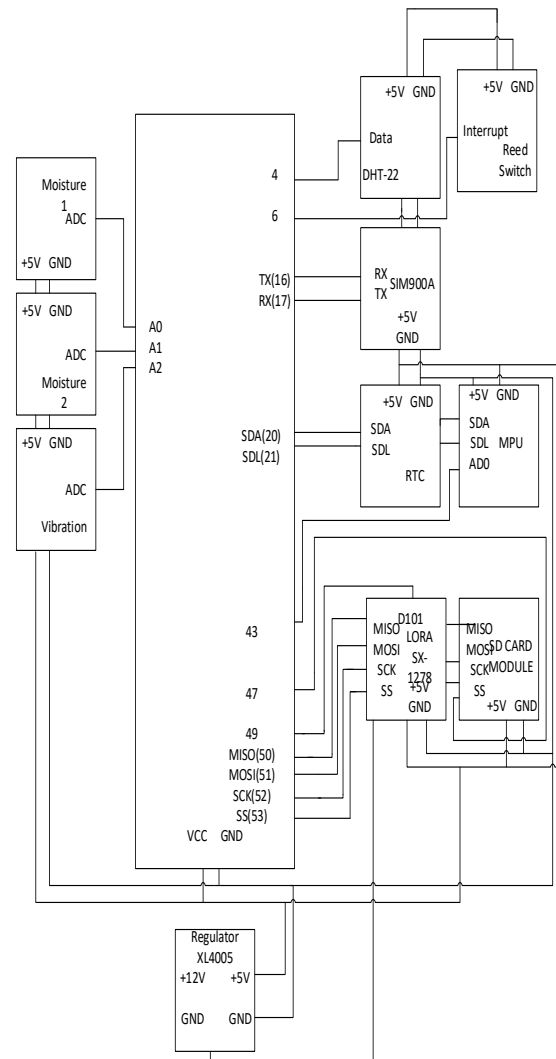 +5V GND
Data
DHT-22
+5V GND
Interrupt
Reed
Switch
Moisture
1
ADC
+5V GND
+5V GND
ADC
Moisture
2
+5V GND
ADC
Vibration
4
6
TX(16)
RX(17)
A0
A1
A2
SDA(20)
SDL(21)
43
47
49
MISO(50)
MOSI(51)
SCK(52)
SS(53)
VCC GND
RX
TX
SIM900A
+5V
GND
+5V GND
SDA
SDL
RTC
+5V GND
SDA
SDL MPU
AD0
D101
MISO LORA
MOSI SX-
SCK 1278
SS +5V
GND
MISO
MOSI SD CARD
SCK MODULE
SS
+5V GND
Regulator
XL4005
+12V +5V
GND GND